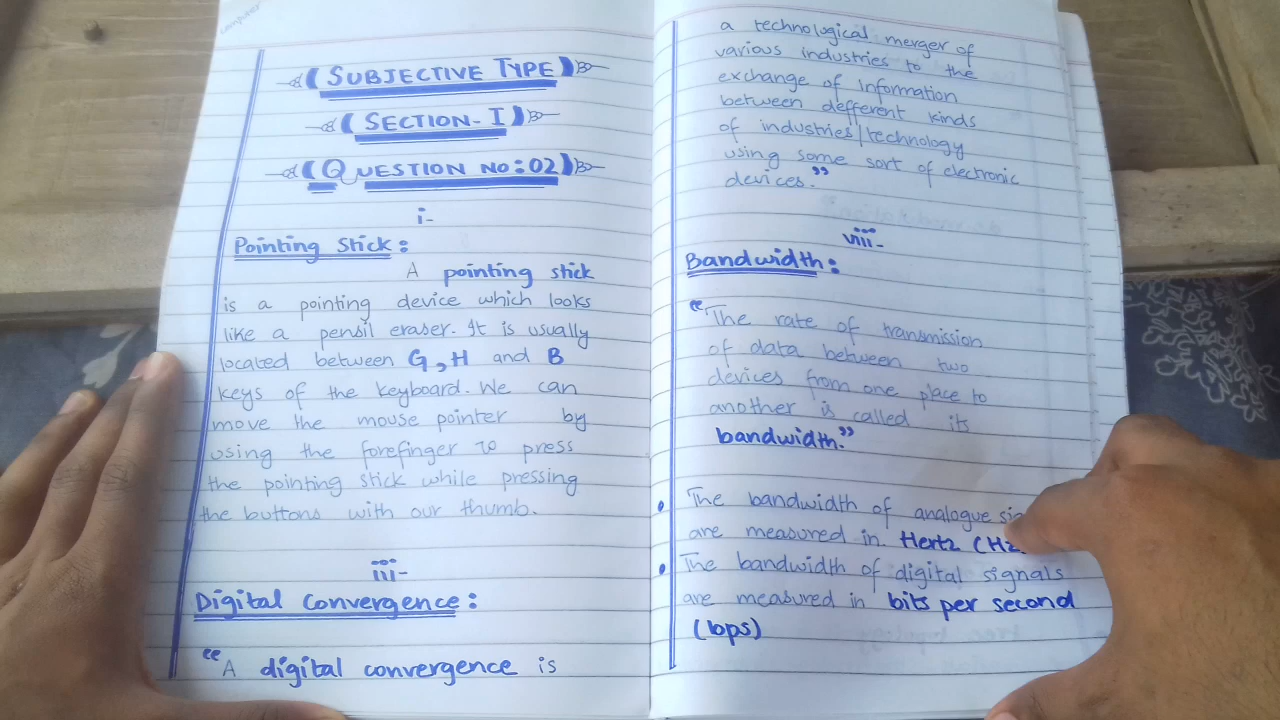 Computer
(SUBJECTIVE TYPE)
(SECTION-I)
(QUESTION NO:02)
i-
Pointing Stick:
A pointing stick
is a pointing device which looks
like a pensil eraser. It is usually
located between G, H and B
keys of the keyboard. We can
move the mouse pointer by
using the forefinger to press
the pointing stick while pressing
the buttons with our thumb.
iii-
Digital Convergence:
"A digital convergence is
a technological merger of
various industries to the
exchange of information
between defferent kinds
of industries/technology
using some sort of electronic
devices."
viii-
Bandwidth:
"The rate of transmission
of data between two
devices from one place to
another is called its
bandwidth."
• The bandwidth of analogue
are measured in Hertz (Hz
• The bandwidth of digital signals
are measured in bits per second
(bps)